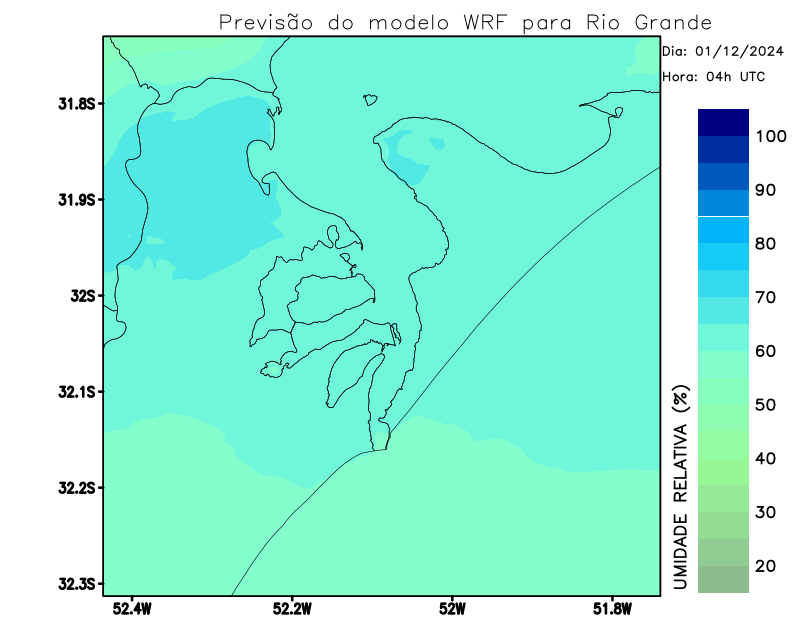 Previsão do modelo WRF para Rio Grande
Dia: 01/12/2024
Hora: 04h UTC
31.8S
31.9S
32S
32.1S
32.2S
32.3S
52.4W
52.2W
52W
51.8W
100
90
80
70
60
50
40
30
20
UMIDADE RELATIVA (%)